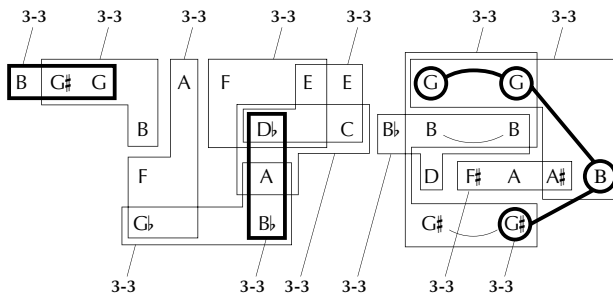 3-3 3-3 3-3 3-3 3-3 3-3 3-3
B G♯ G A F E E G G
B D♭ C B♭ B B
F A D F♯ A A♯ B
G♭ B♭ G♯ G♯
3-3 3-3 3-3 3-3 3-3 3-3